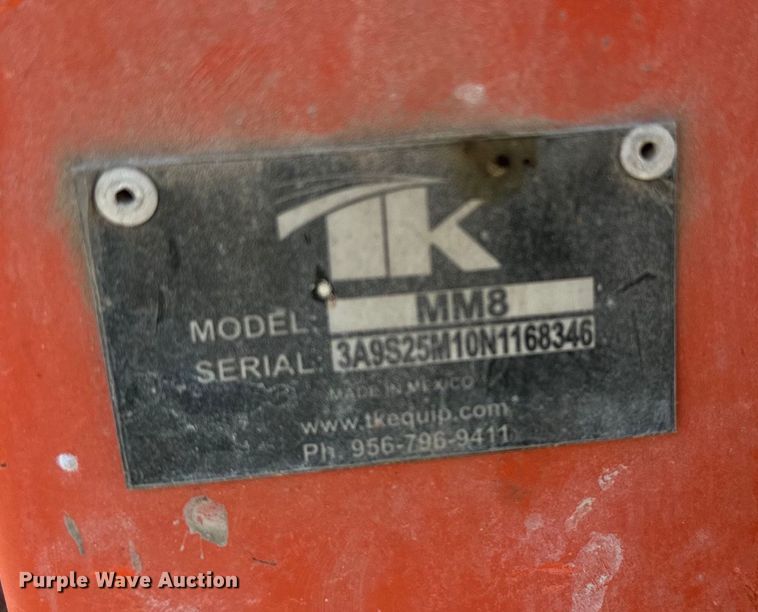 TK
MODEL: MM8
SERIAL: 3A9S25M10N1168346
MADE IN MEXICO
www.tkequip.com
Ph. 956-796-9411
Purple Wave Auction